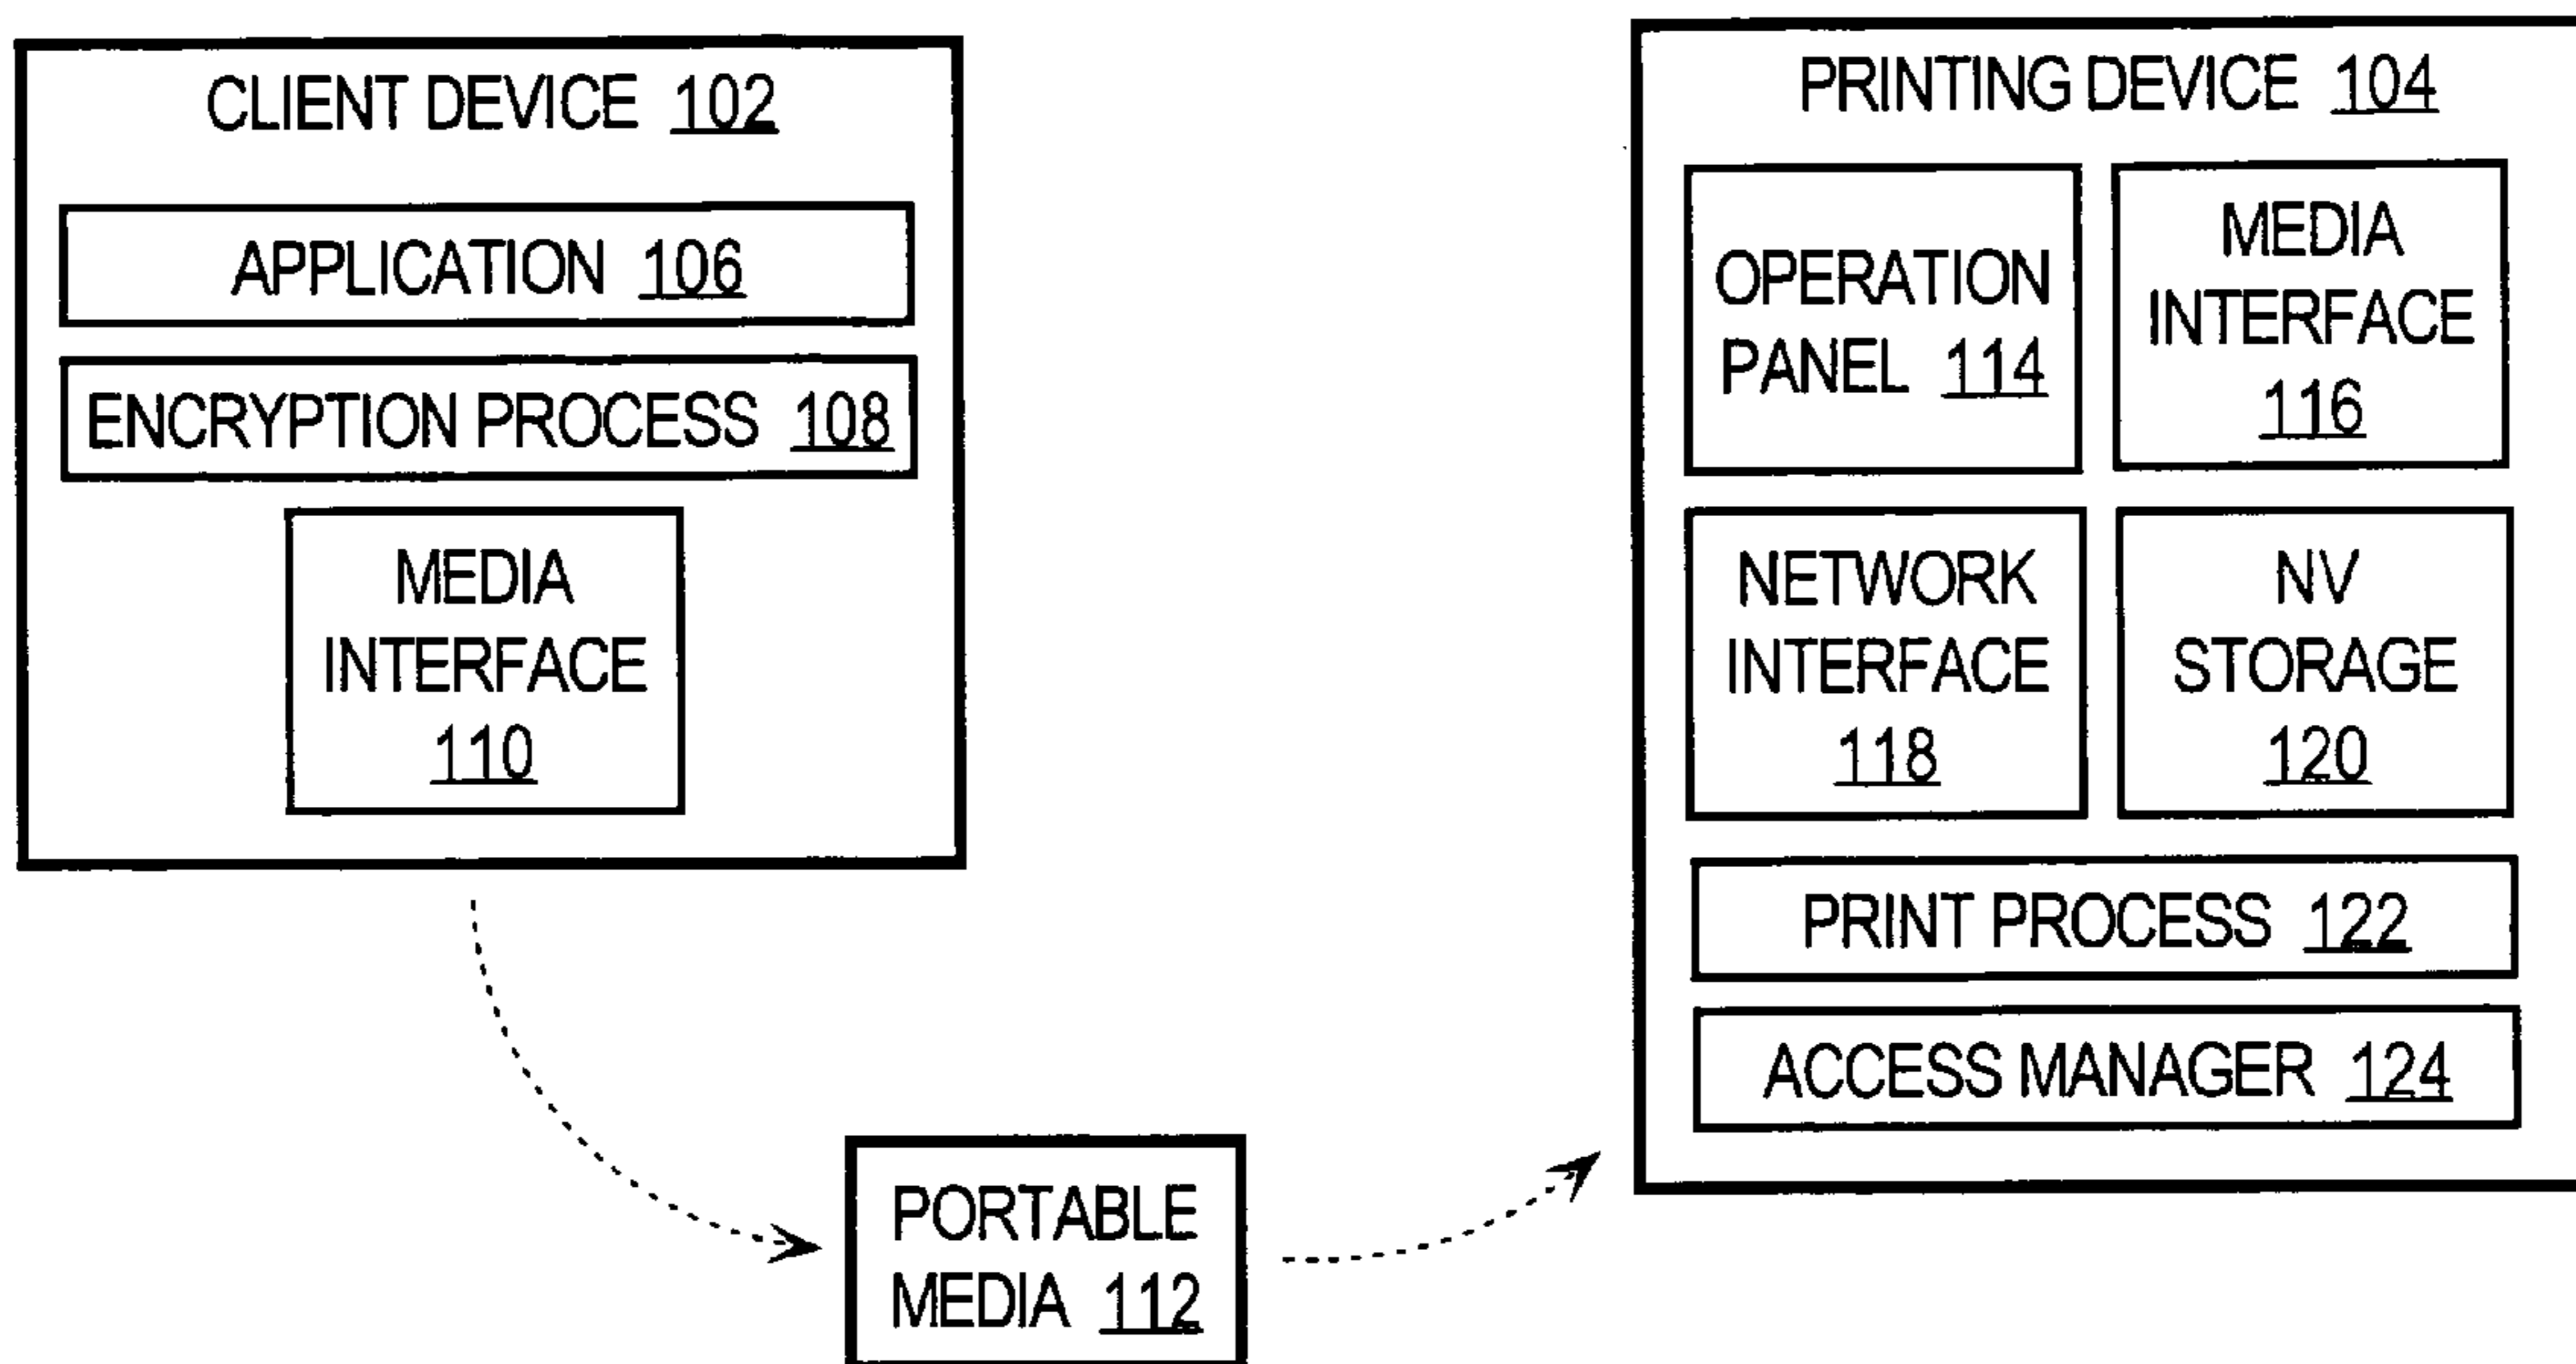 CLIENT DEVICE 102
APPLICATION 106
ENCRYPTION PROCESS 108
MEDIA
INTERFACE
110
PORTABLE
MEDIA 112
PRINTING DEVICE 104
OPERATION
PANEL 114
MEDIA
INTERFACE
116
NETWORK
INTERFACE
118
NV
STORAGE
120
PRINT PROCESS 122
ACCESS MANAGER 124